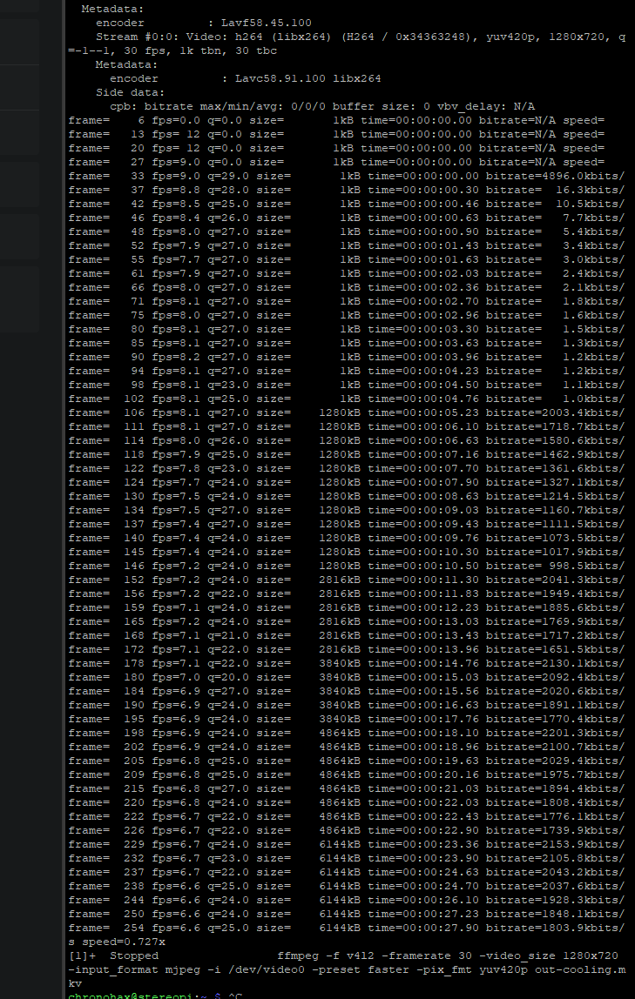 Metadata:
encoder : Lavf58.45.100
Stream #0:0: Video: h264 (libx264) (H264 / 0x34363248), yuv420p, 1280x720, q
=-1--1, 30 fps, 1k tbn, 30 tbc
Metadata:
encoder : Lavc58.91.100 libx264
Side data:
cpb: bitrate max/min/avg: 0/0/0 buffer size: 0 vbv_delay: N/A
frame= 6 fps=0.0 q=0.0 size= 1kB time=00:00:00.00 bitrate=N/A speed=
frame= 13 fps= 12 q=0.0 size= 1kB time=00:00:00.00 bitrate=N/A speed=
frame= 20 fps= 12 q=0.0 size= 1kB time=00:00:00.00 bitrate=N/A speed=
frame= 27 fps=9.0 q=0.0 size= 1kB time=00:00:00.00 bitrate=N/A speed=
frame= 33 fps=9.0 q=29.0 size= 1kB time=00:00:00.00 bitrate=4896.0kbits/
frame= 37 fps=8.8 q=28.0 size= 1kB time=00:00:00.30 bitrate= 16.3kbits/
frame= 42 fps=8.5 q=25.0 size= 1kB time=00:00:00.46 bitrate= 10.5kbits/
frame= 46 fps=8.4 q=26.0 size= 1kB time=00:00:00.63 bitrate= 7.7kbits/
frame= 48 fps=8.0 q=27.0 size= 1kB time=00:00:00.90 bitrate= 5.4kbits/
frame= 52 fps=7.9 q=27.0 size= 1kB time=00:00:01.43 bitrate= 3.4kbits/
frame= 55 fps=7.7 q=27.0 size= 1kB time=00:00:01.63 bitrate= 3.0kbits/
frame= 61 fps=7.9 q=27.0 size= 1kB time=00:00:02.03 bitrate= 2.4kbits/
frame= 66 fps=8.0 q=27.0 size= 1kB time=00:00:02.36 bitrate= 2.1kbits/
frame= 71 fps=8.1 q=27.0 size= 1kB time=00:00:02.70 bitrate= 1.8kbits/
frame= 75 fps=8.0 q=27.0 size= 1kB time=00:00:02.96 bitrate= 1.6kbits/
frame= 80 fps=8.1 q=27.0 size= 1kB time=00:00:03.30 bitrate= 1.5kbits/
frame= 85 fps=8.1 q=27.0 size= 1kB time=00:00:03.63 bitrate= 1.3kbits/
frame= 90 fps=8.2 q=27.0 size= 1kB time=00:00:03.96 bitrate= 1.2kbits/
frame= 94 fps=8.1 q=27.0 size= 1kB time=00:00:04.23 bitrate= 1.2kbits/
frame= 98 fps=8.1 q=23.0 size= 1kB time=00:00:04.50 bitrate= 1.1kbits/
frame= 102 fps=8.1 q=25.0 size= 1kB time=00:00:04.76 bitrate= 1.0kbits/
frame= 106 fps=8.1 q=27.0 size= 1280kB time=00:00:05.23 bitrate=2003.4kbits/
frame= 111 fps=8.1 q=27.0 size= 1280kB time=00:00:06.10 bitrate=1718.7kbits/
frame= 114 fps=8.0 q=26.0 size= 1280kB time=00:00:06.63 bitrate=1580.6kbits/
frame= 118 fps=7.9 q=25.0 size= 1280kB time=00:00:07.16 bitrate=1462.9kbits/
frame= 122 fps=7.8 q=23.0 size= 1280kB time=00:00:07.70 bitrate=1361.6kbits/
frame= 124 fps=7.7 q=24.0 size= 1280kB time=00:00:07.90 bitrate=1327.1kbits/
frame= 130 fps=7.5 q=24.0 size= 1280kB time=00:00:08.63 bitrate=1214.5kbits/
frame= 134 fps=7.5 q=27.0 size= 1280kB time=00:00:09.03 bitrate=1160.7kbits/
frame= 137 fps=7.4 q=27.0 size= 1280kB time=00:00:09.43 bitrate=1111.5kbits/
frame= 140 fps=7.4 q=24.0 size= 1280kB time=00:00:09.76 bitrate=1073.5kbits/
frame= 145 fps=7.4 q=24.0 size= 1280kB time=00:00:10.30 bitrate=1017.9kbits/
frame= 146 fps=7.2 q=24.0 size= 1280kB time=00:00:10.50 bitrate= 998.5kbits/
frame= 152 fps=7.2 q=24.0 size= 2816kB time=00:00:11.30 bitrate=2041.3kbits/
frame= 156 fps=7.2 q=22.0 size= 2816kB time=00:00:11.83 bitrate=1949.4kbits/
frame= 159 fps=7.1 q=24.0 size= 2816kB time=00:00:12.23 bitrate=1885.6kbits/
frame= 165 fps=7.2 q=24.0 size= 2816kB time=00:00:13.03 bitrate=1769.9kbits/
frame= 168 fps=7.1 q=21.0 size= 2816kB time=00:00:13.43 bitrate=1717.2kbits/
frame= 172 fps=7.1 q=22.0 size= 2816kB time=00:00:13.96 bitrate=1651.5kbits/
frame= 178 fps=7.1 q=22.0 size= 3840kB time=00:00:14.76 bitrate=2130.1kbits/
frame= 180 fps=7.0 q=20.0 size= 3840kB time=00:00:15.03 bitrate=2092.4kbits/
frame= 184 fps=6.9 q=27.0 size= 3840kB time=00:00:15.56 bitrate=2020.6kbits/
frame= 190 fps=6.9 q=24.0 size= 3840kB time=00:00:16.63 bitrate=1891.1kbits/
frame= 195 fps=6.9 q=24.0 size= 3840kB time=00:00:17.76 bitrate=1770.4kbits/
frame= 198 fps=6.9 q=24.0 size= 4864kB time=00:00:18.10 bitrate=2201.3kbits/
frame= 202 fps=6.9 q=24.0 size= 4864kB time=00:00:18.96 bitrate=2100.7kbits/
frame= 205 fps=6.8 q=25.0 size= 4864kB time=00:00:19.63 bitrate=2029.4kbits/
frame= 209 fps=6.8 q=25.0 size= 4864kB time=00:00:20.16 bitrate=1975.7kbits/
frame= 215 fps=6.8 q=27.0 size= 4864kB time=00:00:21.03 bitrate=1894.4kbits/
frame= 220 fps=6.8 q=24.0 size= 4864kB time=00:00:22.03 bitrate=1808.4kbits/
frame= 222 fps=6.7 q=22.0 size= 4864kB time=00:00:22.43 bitrate=1776.1kbits/
frame= 226 fps=6.7 q=22.0 size= 4864kB time=00:00:22.90 bitrate=1739.9kbits/
frame= 229 fps=6.7 q=24.0 size= 6144kB time=00:00:23.36 bitrate=2153.9kbits/
frame= 232 fps=6.7 q=23.0 size= 6144kB time=00:00:23.90 bitrate=2105.8kbits/
frame= 237 fps=6.7 q=22.0 size= 6144kB time=00:00:24.63 bitrate=2043.2kbits/
frame= 238 fps=6.6 q=25.0 size= 6144kB time=00:00:24.70 bitrate=2037.6kbits/
frame= 244 fps=6.6 q=24.0 size= 6144kB time=00:00:26.10 bitrate=1928.3kbits/
frame= 250 fps=6.6 q=24.0 size= 6144kB time=00:00:27.23 bitrate=1848.1kbits/
frame= 254 fps=6.6 q=25.0 size= 6144kB time=00:00:27.90 bitrate=1803.9kbits/
s speed=0.727x
[1]+ Stopped ffmpeg -f v4l2 -framerate 30 -video_size 1280x720
-input_format mjpeg -i /dev/video0 -preset faster -pix_fmt yuv420p out-cooling.m
kv
chronohax@stereopi:~ $ ^C